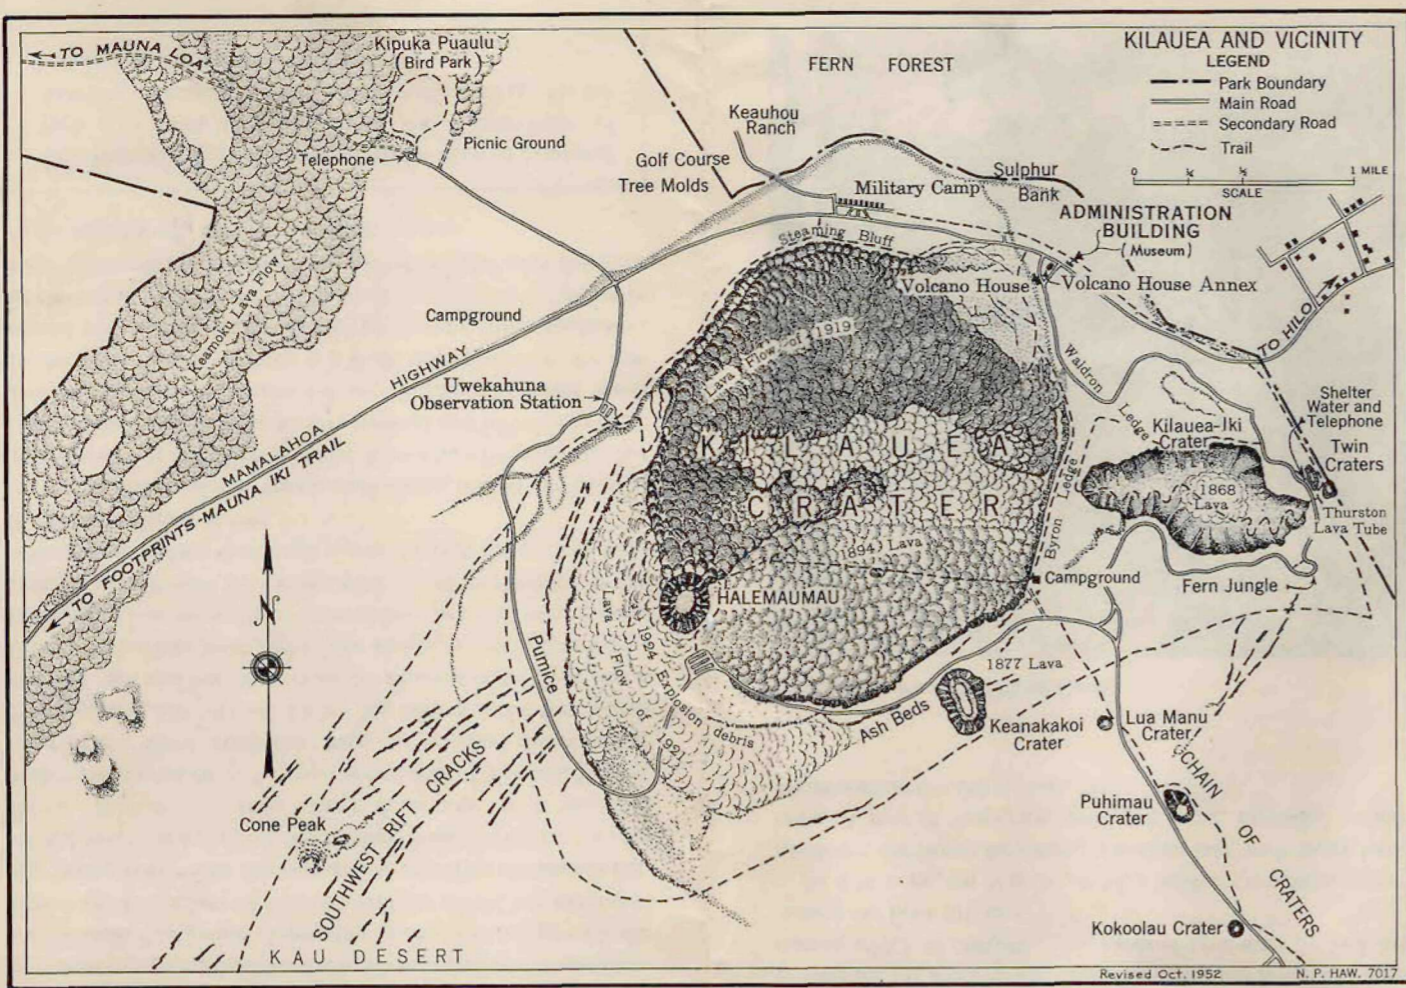 KILAUEA AND VICINITY
LEGEND
Park Boundary
Main Road
Secondary Road
Trail
0 ¼ ½ 1 MILE
SCALE
TO MAUNA LOA
Kipuka Puaulu
(Bird Park)
Telephone
Picnic Ground
FERN FOREST
Keauhou
Ranch
Golf Course
Tree Molds
Military Camp
Sulphur
Bank
ADMINISTRATION
BUILDING
(Museum)
Steaming Bluff
Volcano House
Volcano House Annex
TO HILO
Keamoku Lava Flow
Campground
MAMALAHOA HIGHWAY
TO FOOTPRINTS-MAUNA IKI TRAIL
Uwekahuna
Observation Station
Lava Flow of 1919
KILAUEA
CRATER
Waldron
Ledge
Byron
Ledge
Kilauea-Iki
Crater
1868
Lava
Shelter
Water and
Telephone
Twin
Craters
Thurston
Lava Tube
(1894) Lava
Campground
Fern Jungle
HALEMAUMAU
N
Pumice
Lava
Flow
of
1921
1924 Explosion
debris
1877 Lava
Ash Beds
Keanakakoi
Crater
Lua Manu
Crater
Puhimau
Crater
CHAIN
OF
CRATERS
Kokoolau Crater
Cone Peak
SOUTHWEST RIFT CRACKS
KAU DESERT
Revised Oct. 1952
N. P. HAW. 7017